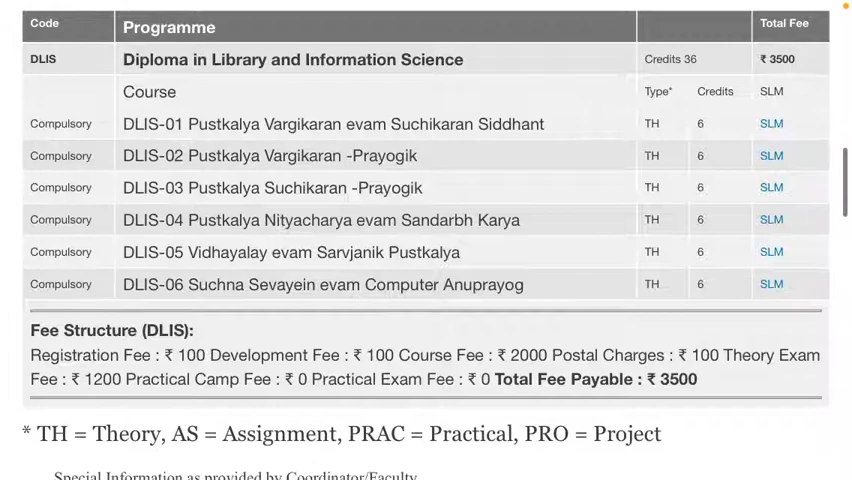 Code Programme Total Fee
DLIS Diploma in Library and Information Science Credits 36 ₹ 3500
Course Type* Credits SLM
Compulsory DLIS-01 Pustkalya Vargikaran evam Suchikaran Siddhant TH 6 SLM
Compulsory DLIS-02 Pustkalya Vargikaran -Prayogik TH 6 SLM
Compulsory DLIS-03 Pustkalya Suchikaran -Prayogik TH 6 SLM
Compulsory DLIS-04 Pustkalya Nityacharya evam Sandarbh Karya TH 6 SLM
Compulsory DLIS-05 Vidhayalay evam Sarvjanik Pustkalya TH 6 SLM
Compulsory DLIS-06 Suchna Sevayein evam Computer Anuprayog TH 6 SLM
Fee Structure (DLIS):
Registration Fee : ₹ 100 Development Fee : ₹ 100 Course Fee : ₹ 2000 Postal Charges : ₹ 100 Theory Exam
Fee : ₹ 1200 Practical Camp Fee : ₹ 0 Practical Exam Fee : ₹ 0 Total Fee Payable : ₹ 3500
* TH = Theory, AS = Assignment, PRAC = Practical, PRO = Project
Special Information as provided by Coordinator/Faculty